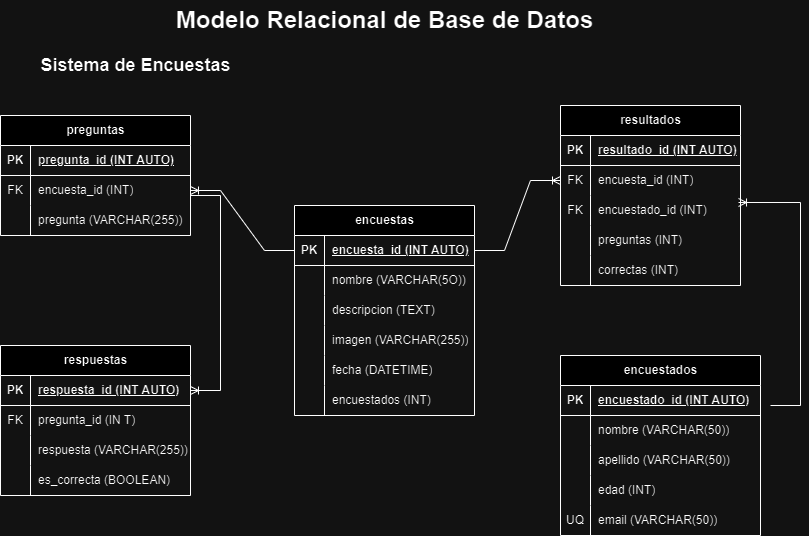 Modelo Relacional de Base de Datos
Sistema de Encuestas
preguntas
PK pregunta_id (INT AUTO)
FK encuesta_id (INT)
pregunta (VARCHAR(255))
respuestas
PK respuesta_id (INT AUTO)
FK pregunta_id (IN T)
respuesta (VARCHAR(255))
es_correcta (BOOLEAN)
encuestas
PK encuesta_id (INT AUTO)
nombre (VARCHAR(5O))
descripcion (TEXT)
imagen (VARCHAR(255))
fecha (DATETIME)
encuestados (INT)
resultados
PK resultado_id (INT AUTO)
FK encuesta_id (INT)
FK encuestado_id (INT)
preguntas (INT)
correctas (INT)
encuestados
PK encuestado_id (INT AUTO)
nombre (VARCHAR(50))
apellido (VARCHAR(50))
edad (INT)
UQ email (VARCHAR(50))